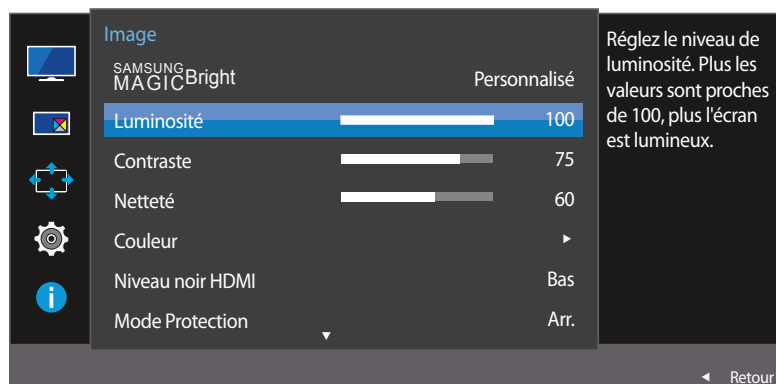 Image
SAMSUNG
MAGICBright Personnalisé
Luminosité 100
Contraste 75
Netteté 60
Couleur
Niveau noir HDMI Bas
Mode Protection Arr.
Réglez le niveau de
luminosité. Plus les
valeurs sont proches
de 100, plus l'écran
est lumineux.
Retour